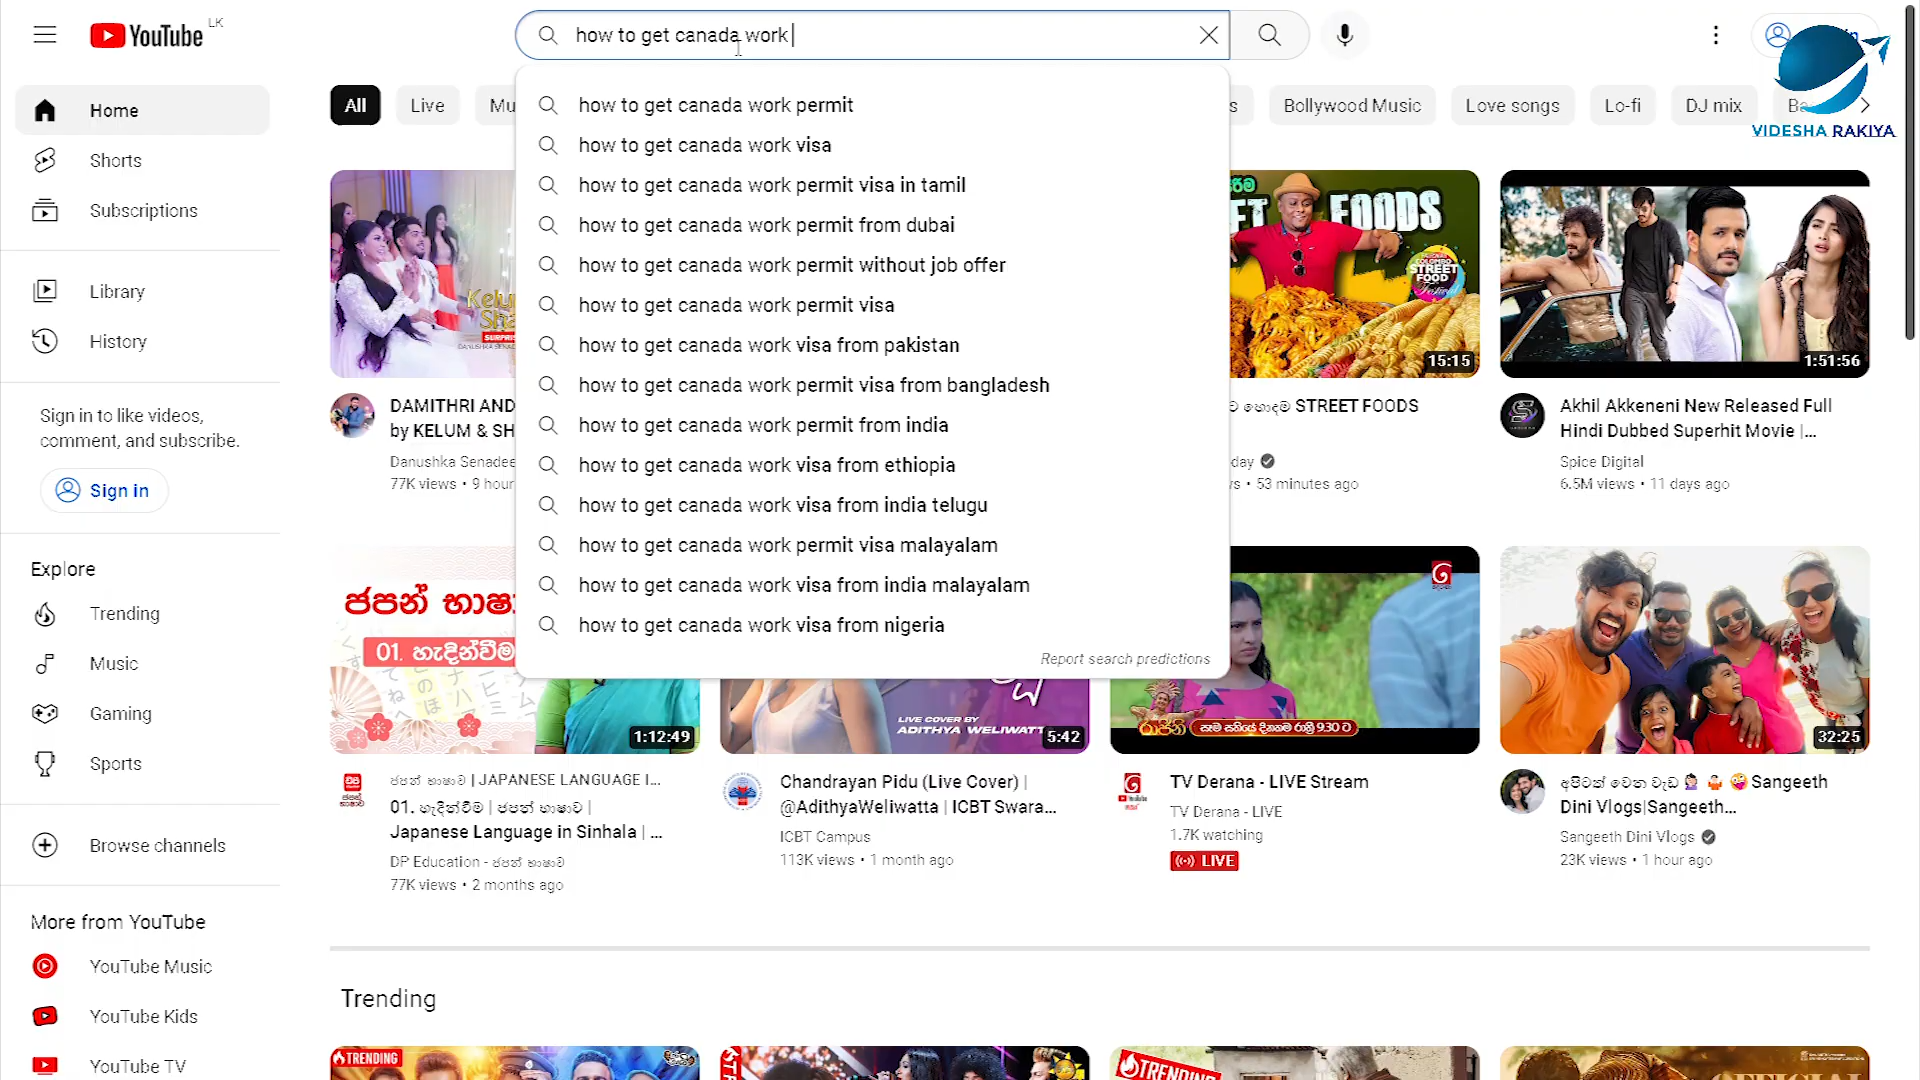 YouTube LK
how to get canada work
VIDESHA RAKIYA
Home
Shorts
Subscriptions
Library
History
Sign in to like videos,
comment, and subscribe.
Sign in
Explore
Trending
Music
Gaming
Sports
Browse channels
More from YouTube
YouTube Music
YouTube Kids
YouTube TV
All
Live
Mu
s
Bollywood Music
Love songs
Lo-fi
DJ mix
Ba
how to get canada work permit
how to get canada work visa
how to get canada work permit visa in tamil
how to get canada work permit from dubai
how to get canada work permit without job offer
how to get canada work permit visa
how to get canada work visa from pakistan
how to get canada work permit visa from bangladesh
how to get canada work permit from india
how to get canada work visa from ethiopia
how to get canada work visa from india telugu
how to get canada work permit visa malayalam
how to get canada work visa from india malayalam
how to get canada work visa from nigeria
Report search predictions
DAMITHRI AND
by KELUM & SH
Danushka Senadee
77K views • 9 hour
FOODS
COLOMBO
STREET
FOOD
Festival
15:15
හොදම STREET FOODS
day
53 minutes ago
1:51:56
Akhil Akkeneni New Released Full
Hindi Dubbed Superhit Movie |...
Spice Digital
6.5M views • 11 days ago
ජපන් භාෂා
01. හැදින්වීම
1:12:49
ජපන් භාෂාව | JAPANESE LANGUAGE I...
01. හැදින්වීම | ජපන් භාෂාව |
Japanese Language in Sinhala | ...
DP Education - ජපන් භාෂාව
77K views • 2 months ago
LIVE COVER BY
ADITHYA WELIWATT
5:42
Chandrayan Pidu (Live Cover) |
@AdithyaWeliwatta | ICBT Swara...
ICBT Campus
113K views • 1 month ago
රාජිනි
සෑම සතියේ දිනකම රාත්‍රී 9.30 ට
TV Derana - LIVE Stream
TV Derana - LIVE
1.7K watching
LIVE
32:25
අපිටත් වෙන වැඩ Sangeeth
Dini Vlogs|Sangeeth...
Sangeeth Dini Vlogs
23K views • 1 hour ago
Trending
TRENDING
TRENDING
OFFICIAL